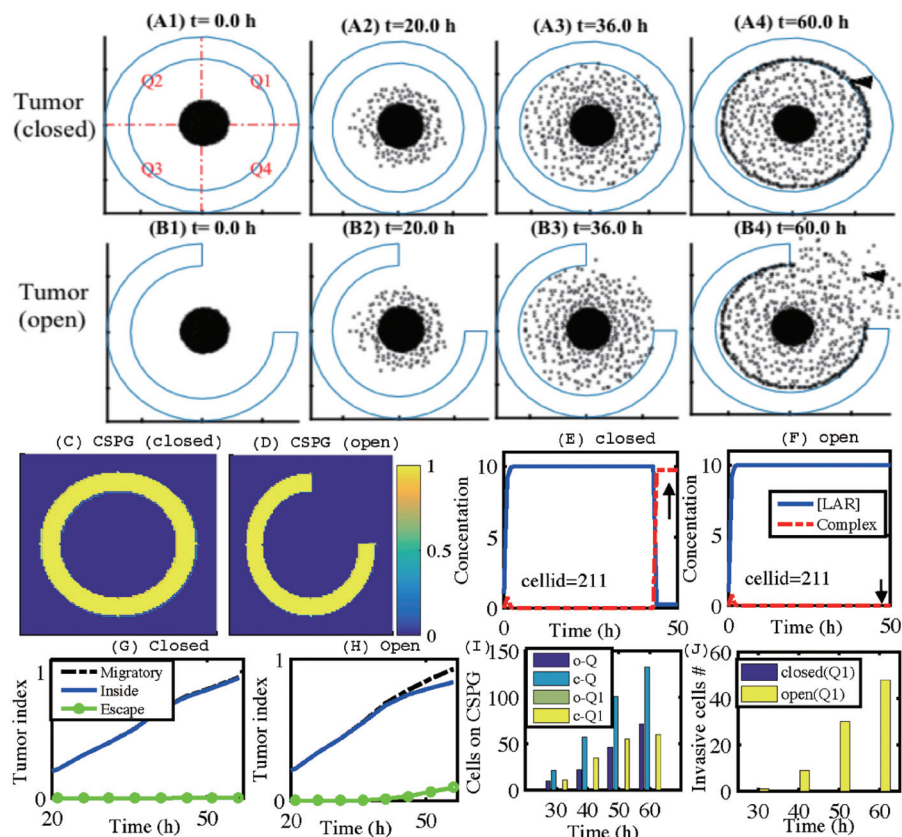 (A1) t= 0.0 h
(A2) t=20.0 h
(A3) t=36.0 h
(A4) t=60.0 h
Tumor
(closed)
Q2
Q1
Q3
Q4
(B1) t=0.0 h
(B2) t=20.0 h
(B3) t=36.0 h
(B4) t=60.0 h
Tumor
(open)
(C) CSPG (closed)
(D) CSPG (open)
1
0.5
0
(E) closed
Concentation
10
5
0
cellid=211
0
Time (h)
50
(F) open
Concentation
10
5
0
[LAR]
Complex
cellid=211
0
Time (h)
50
(G) Closed
Tumor index
1
0
Migratory
Inside
Escape
20
Time (h)
50
(H) Open
Tumor index
1
0
20
Time (h)
50
(I)
Cells on CSPG
150
100
50
0
o-Q
c-Q
o-Q1
c-Q1
30 40 50 60
Time (h)
(J)
Invasive cells #
60
40
20
0
closed(Q1)
open(Q1)
30 40 50 60
Time (h)